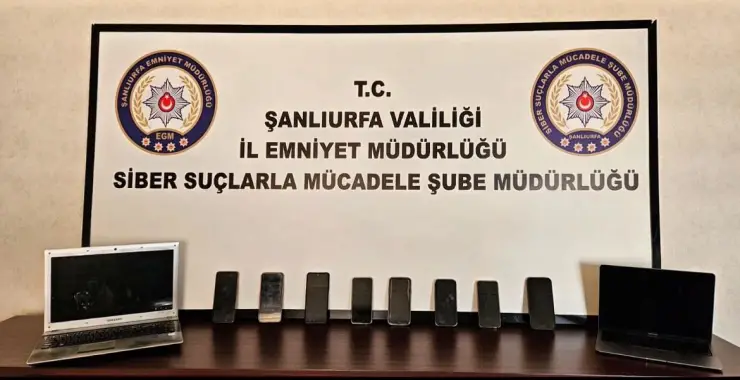 ŞANLIURFA EMNİYET MÜDÜRLÜĞÜ
EGM
T.C.
ŞANLIURFA VALİLİĞİ
İL EMNİYET MÜDÜRLÜĞÜ
SİBER SUÇLARLA MÜCADELE ŞUBE MÜDÜRLÜĞÜ
SİBER SUÇLARLA MÜCADELE ŞUBE MÜDÜRLÜĞÜ
ŞANLIURFA
SAMSUNG